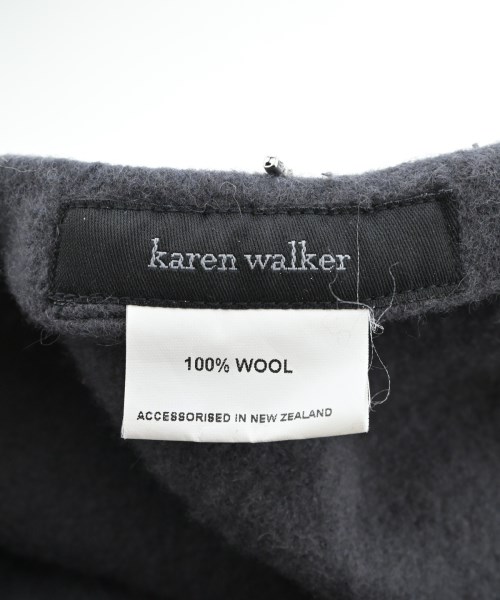 karen walker
100% WOOL
ACCESSORISED IN NEW ZEALAND